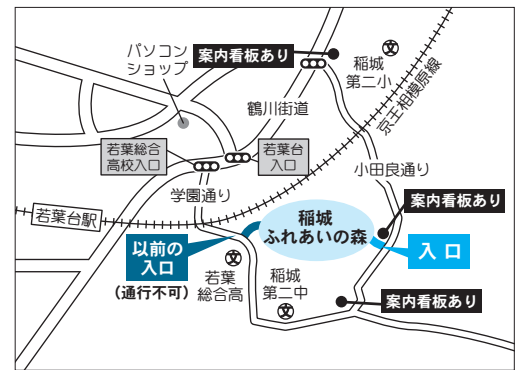 パソコン
ショップ
案内看板あり
稲城
第二小
文
鶴川街道
京王相模原線
若葉総合
高校入口
若葉台
入口
小田良通り
学園通り
若葉台駅
稲城
ふれあいの森
案内看板あり
以前の
入口
(通行不可)
入口
文
若葉
総合高
稲城
第二中
文
案内看板あり